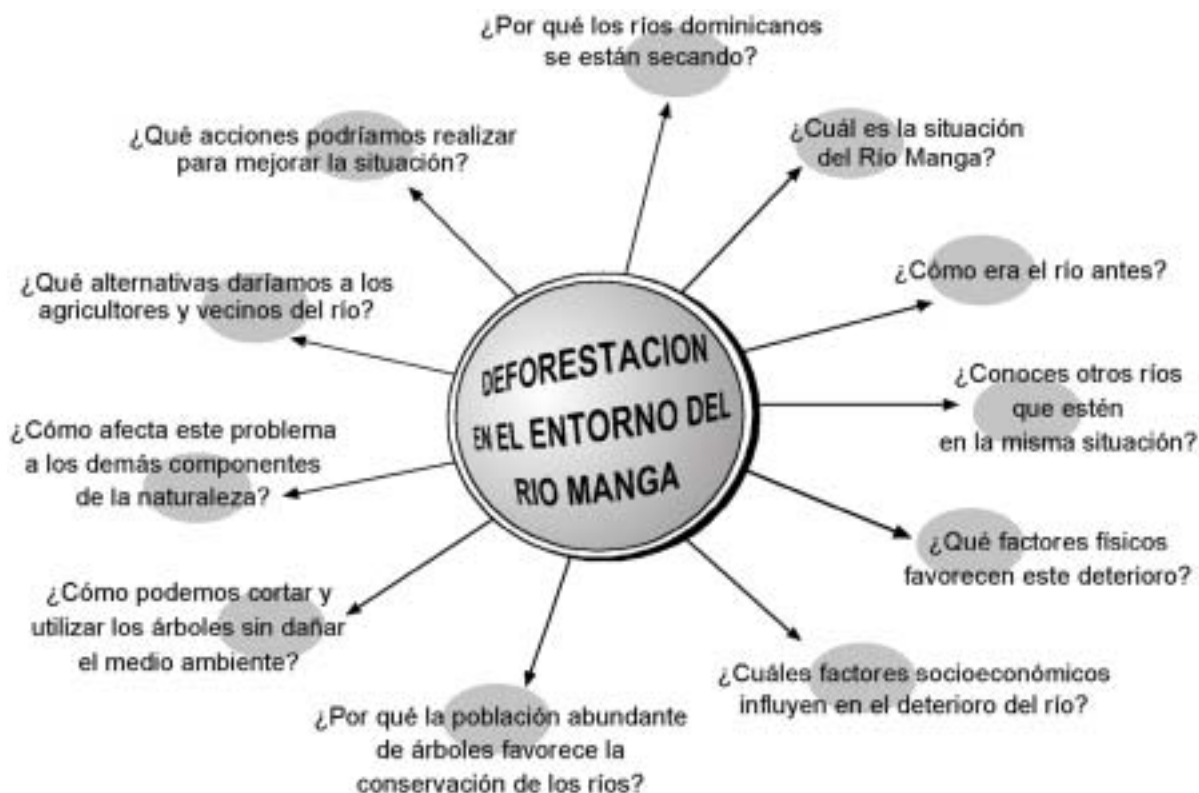 ¿Por qué los ríos dominicanos
se están secando?
¿Cuál es la situación
del Río Manga?
¿Cómo era el río antes?
¿Conoces otros ríos
que estén
en la misma situación?
¿Qué factores físicos
favorecen este deterioro?
¿Cuáles factores socioeconómicos
influyen en el deterioro del río?
¿Por qué la población abundante
de árboles favorece la
conservación de los ríos?
¿Cómo podemos cortar y
utilizar los árboles sin dañar
el medio ambiente?
¿Cómo afecta este problema
a los demás componentes
de la naturaleza?
¿Qué alternativas daríamos a los
agricultores y vecinos del río?
¿Qué acciones podríamos realizar
para mejorar la situación?
DEFORESTACION
EN EL ENTORNO DEL
RIO MANGA